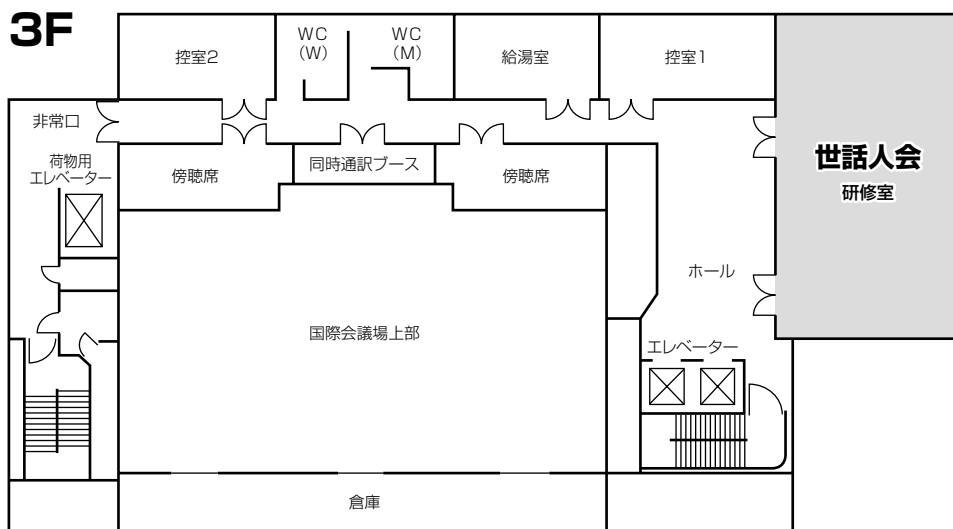 3F
控室2
WC
(W)
WC
(M)
給湯室
控室1
非常口
荷物用
エレベーター
傍聴席
同時通訳ブース
傍聴席
世話人会
研修室
ホール
国際会議場上部
エレベーター
倉庫